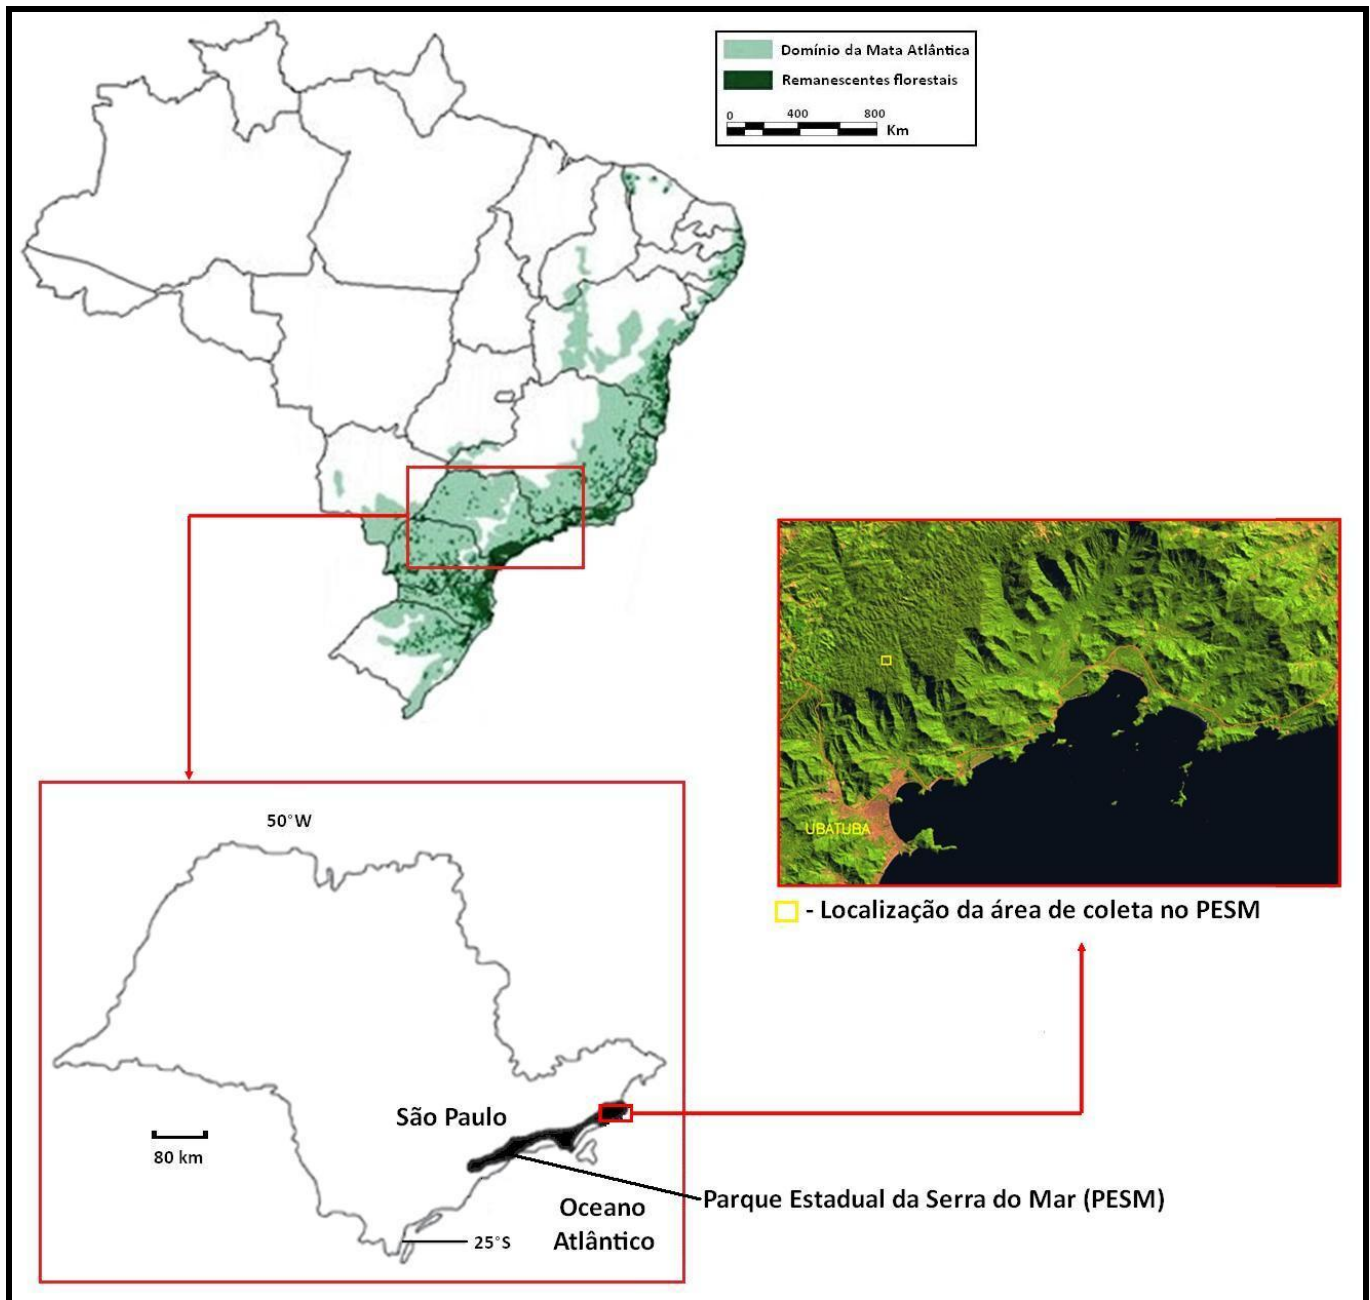 Domínio da Mata Atlântica
Remanescentes florestais
0 400 800
Km
UBATUBA
- Localização da área de coleta no PESM
50°W
São Paulo
80 km
Parque Estadual da Serra do Mar (PESM)
Oceano
Atlântico
25°S